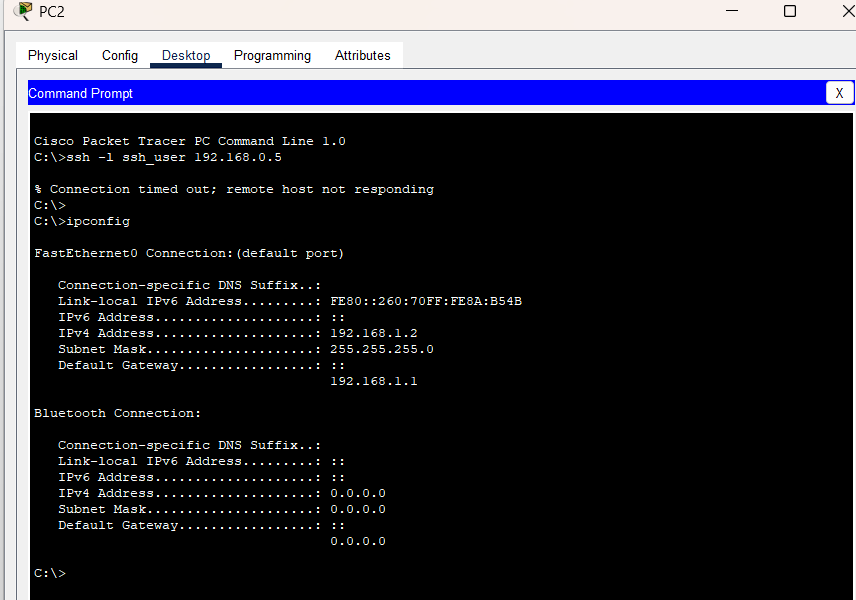 PC2
Physical Config Desktop Programming Attributes
Command Prompt
X
Cisco Packet Tracer PC Command Line 1.0
C:\>ssh -l ssh_user 192.168.0.5
% Connection timed out; remote host not responding
C:\>
C:\>ipconfig
FastEthernet0 Connection:(default port)
Connection-specific DNS Suffix..:
Link-local IPv6 Address.........: FE80::260:70FF:FE8A:B54B
IPv6 Address....................: ::
IPv4 Address....................: 192.168.1.2
Subnet Mask.....................: 255.255.255.0
Default Gateway.................: ::
192.168.1.1
Bluetooth Connection:
Connection-specific DNS Suffix..:
Link-local IPv6 Address.........: ::
IPv6 Address....................: ::
IPv4 Address....................: 0.0.0.0
Subnet Mask.....................: 0.0.0.0
Default Gateway.................: ::
0.0.0.0
C:\>